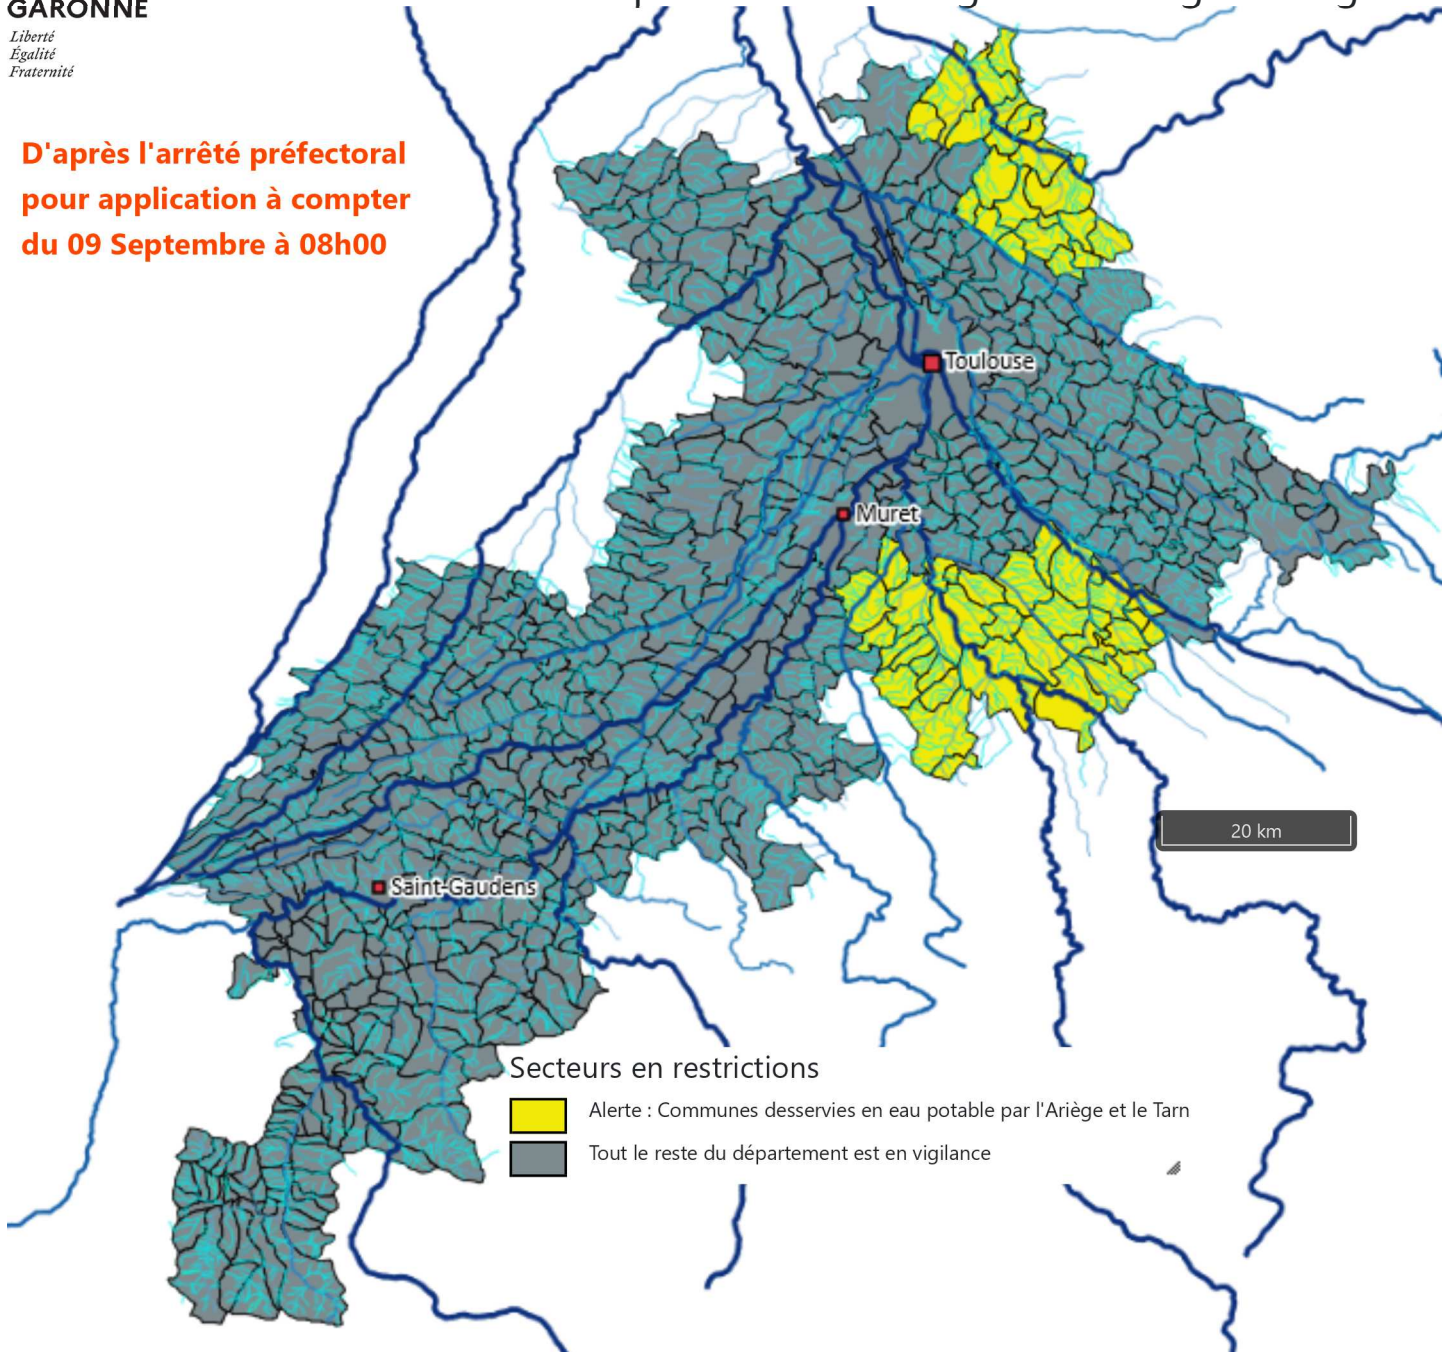 GARONNE
Liberté
Égalité
Fraternité
D'après l'arrêté préfectoral
pour application à compter
du 09 Septembre à 08h00
Toulouse
Muret
20 km
Saint-Gaudens
Secteurs en restrictions
Alerte : Communes desservies en eau potable par l'Ariège et le Tarn
Tout le reste du département est en vigilance